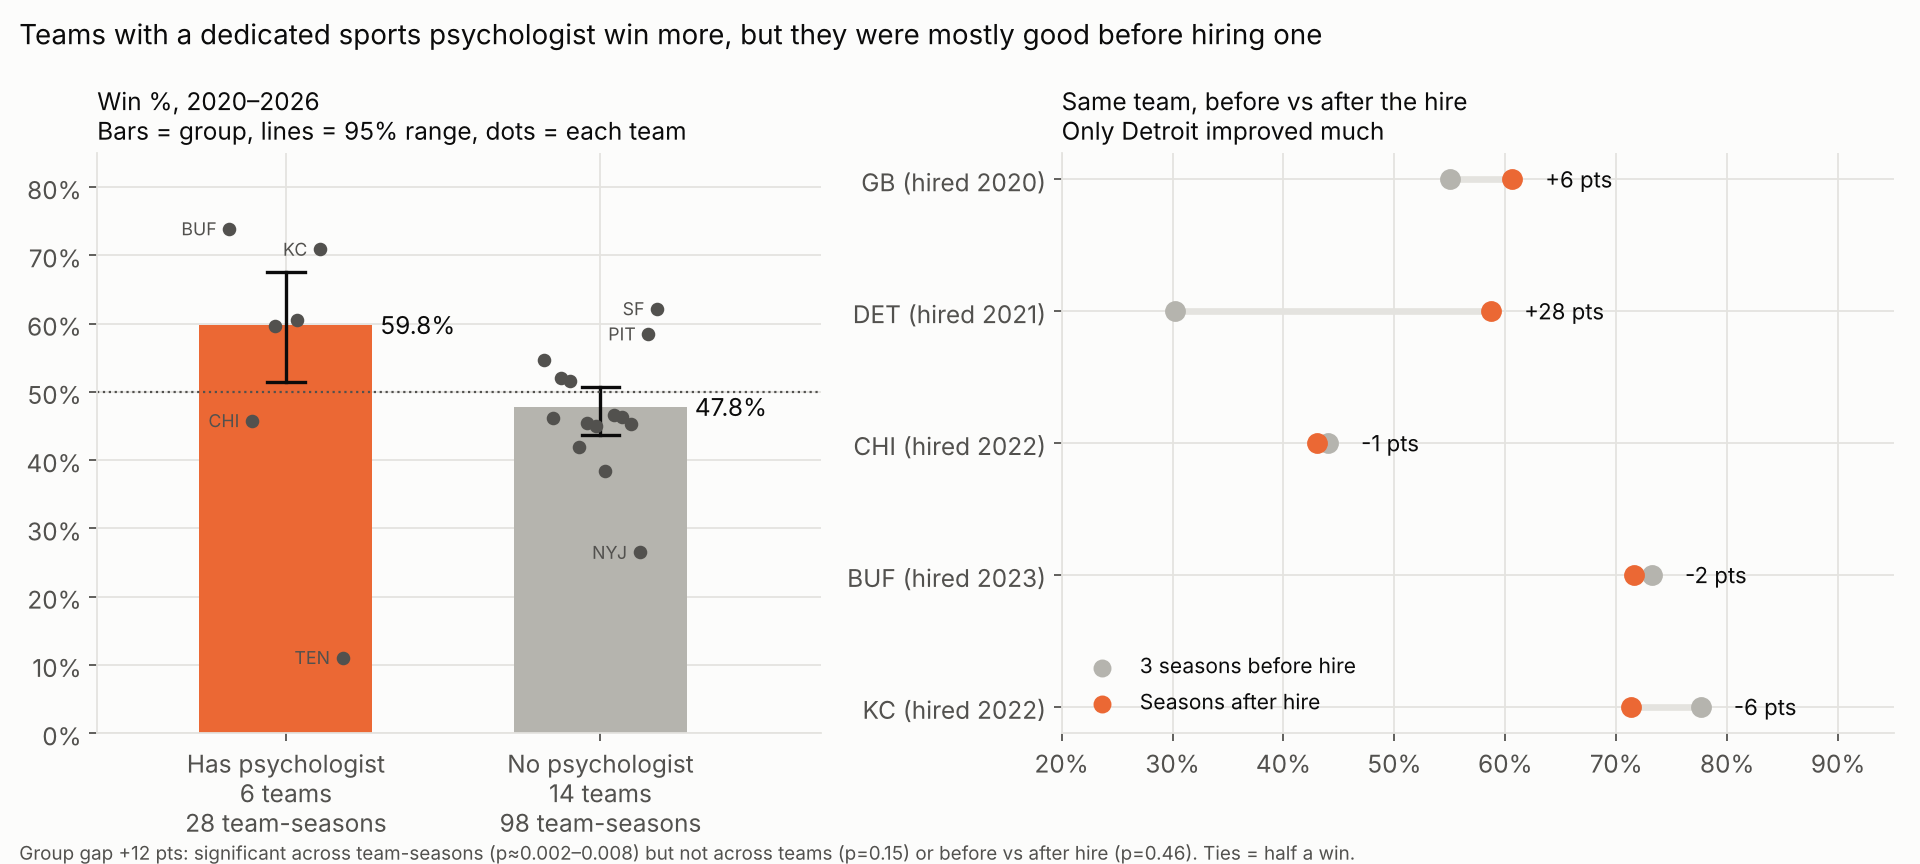 Teams with a dedicated sports psychologist win more, but they were mostly good before hiring one
Win %, 2020–2026
Bars = group, lines = 95% range, dots = each team
80%
70%
60%
50%
40%
30%
20%
10%
0%
BUF
KC
59.8%
CHI
TEN
SF
PIT
47.8%
NYJ
Has psychologist
6 teams
28 team-seasons
No psychologist
14 teams
98 team-seasons
Same team, before vs after the hire
Only Detroit improved much
GB (hired 2020)
+6 pts
DET (hired 2021)
+28 pts
CHI (hired 2022)
-1 pts
BUF (hired 2023)
-2 pts
KC (hired 2022)
-6 pts
3 seasons before hire
Seasons after hire
20%
30%
40%
50%
60%
70%
80%
90%
Group gap +12 pts: significant across team-seasons (p≈0.002–0.008) but not across teams (p=0.15) or before vs after hire (p=0.46). Ties = half a win.